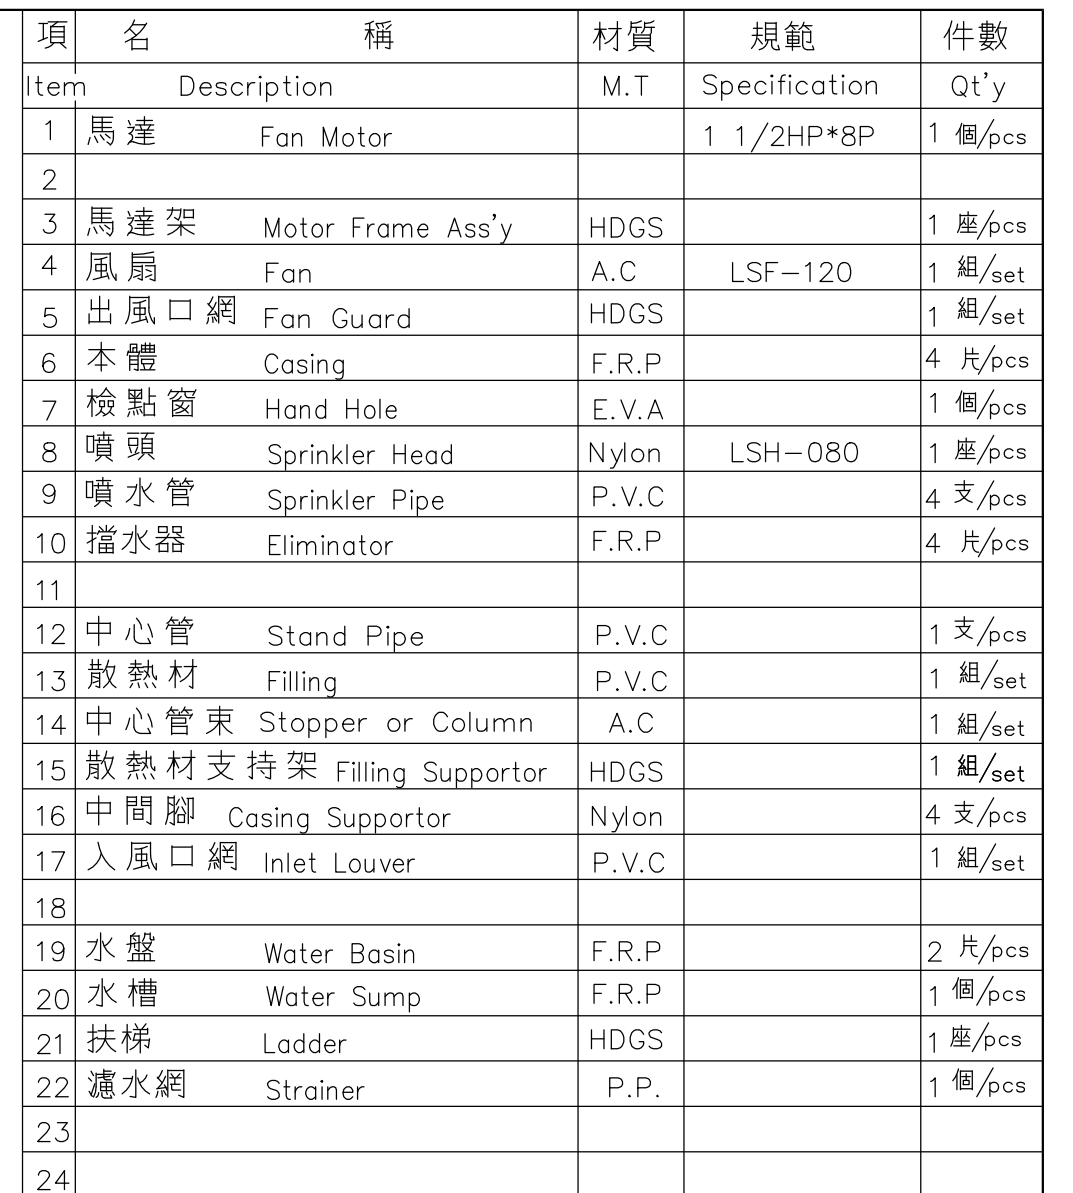 項 名 稱 材質 規範 件數
Item Description M.T Specification Qt'y
1 馬達 Fan Motor 1 1/2HP*8P 1 個/pcs
2
3 馬達架 Motor Frame Ass'y HDGS 1 座/pcs
4 風扇 Fan A.C LSF-120 1 組/set
5 出風口網 Fan Guard HDGS 1 組/set
6 本體 Casing F.R.P 4 片/pcs
7 檢點窗 Hand Hole E.V.A 1 個/pcs
8 噴頭 Sprinkler Head Nylon LSH-080 1 座/pcs
9 噴水管 Sprinkler Pipe P.V.C 4 支/pcs
10 擋水器 Eliminator F.R.P 4 片/pcs
11
12 中心管 Stand Pipe P.V.C 1 支/pcs
13 散熱材 Filling P.V.C 1 組/set
14 中心管束 Stopper or Column A.C 1 組/set
15 散熱材支持架 Filling Supportor HDGS 1 組/set
16 中間腳 Casing Supportor Nylon 4 支/pcs
17 入風口網 Inlet Louver P.V.C 1 組/set
18
19 水盤 Water Basin F.R.P 2 片/pcs
20 水槽 Water Sump F.R.P 1 個/pcs
21 扶梯 Ladder HDGS 1 座/pcs
22 濾水網 Strainer P.P. 1 個/pcs
23
24